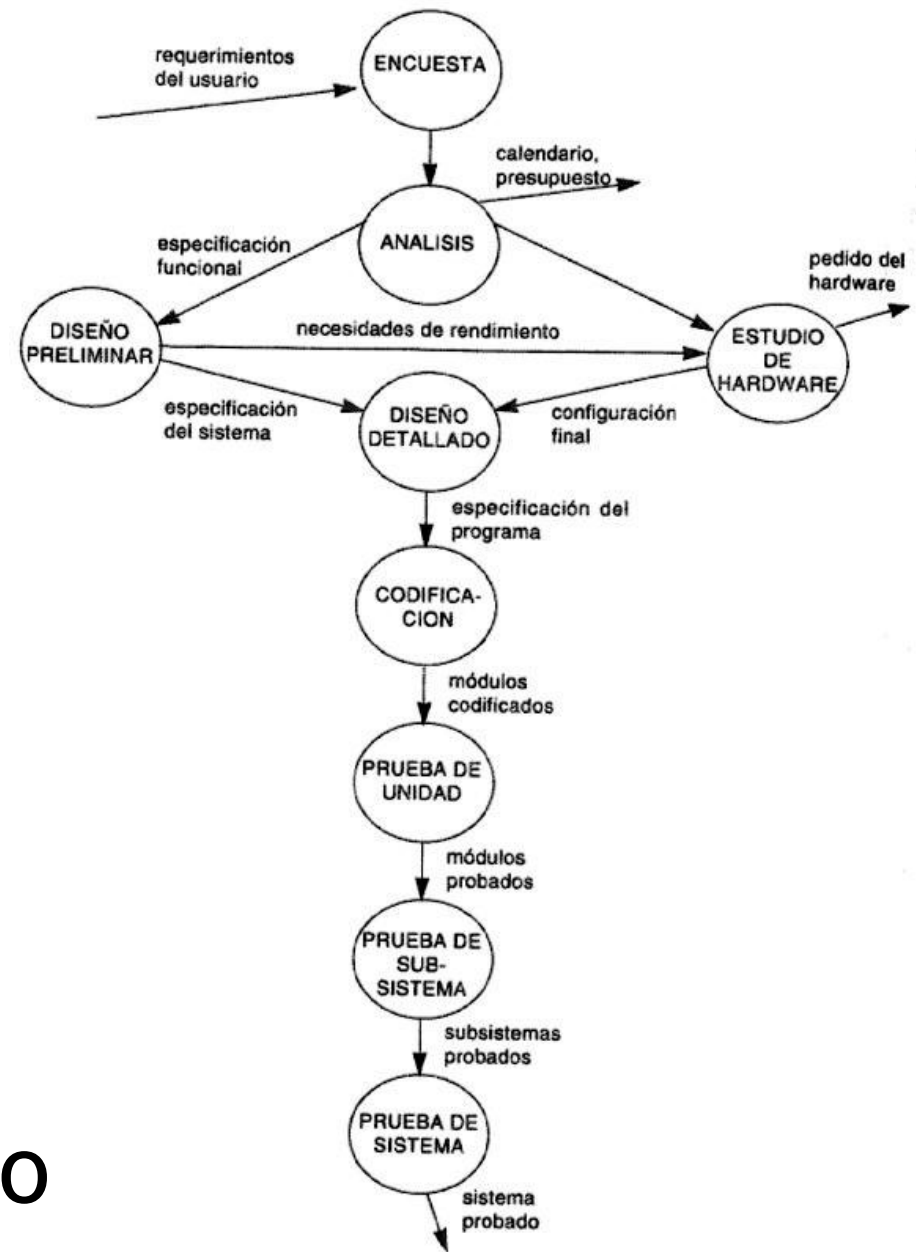 requerimientos
del usuario
ENCUESTA
calendario,
presupuesto
ANALISIS
especificación
funcional
pedido del
hardware
DISEÑO
PRELIMINAR
necesidades de rendimiento
ESTUDIO
DE
HARDWARE
especificación
del sistema
DISEÑO
DETALLADO
configuración
final
especificación del
programa
CODIFICA-
CION
módulos
codificados
PRUEBA DE
UNIDAD
módulos
probados
PRUEBA DE
SUB-
SISTEMA
subsistemas
probados
PRUEBA DE
SISTEMA
o
sistema
probado